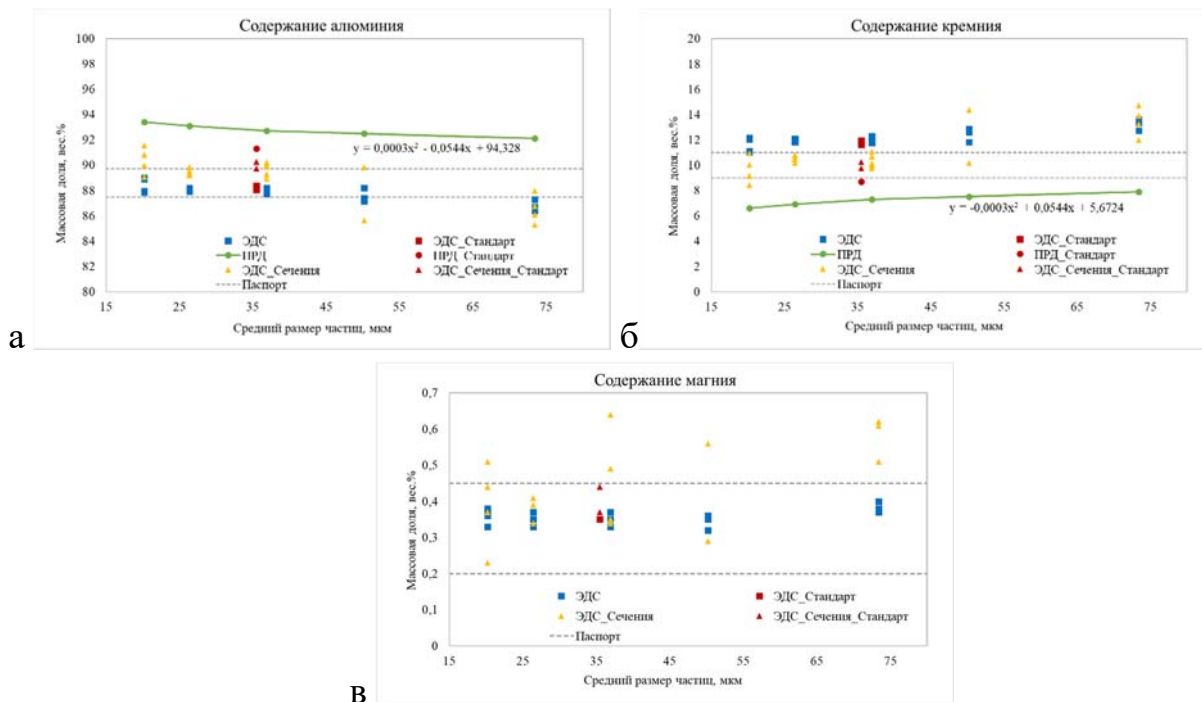 Содержание алюминия
Массовая доля, вес.%
100
98
96
94
92
90
88
86
84
82
80
y = 0,0003x² - 0,0544x + 94,328
ЭДС
ЭДС_Стандарт
ПРД
ПРД_Стандарт
ЭДС_Сечения
ЭДС_Сечения_Стандарт
Паспорт
15 25 35 45 55 65 75
Средний размер частиц, мкм
а
Содержание кремния
Массовая доля, вес.%
20
18
16
14
12
10
8
6
4
2
0
y = -0,0003x² + 0,0544x + 5,6724
ЭДС
ЭДС_Стандарт
ПРД
ПРД_Стандарт
ЭДС_Сечения
ЭДС_Сечения_Стандарт
Паспорт
15 25 35 45 55 65 75
Средний размер частиц, мкм
б
Содержание магния
Массовая доля, вес.%
0,7
0,6
0,5
0,4
0,3
0,2
0,1
0
ЭДС
ЭДС_Стандарт
ЭДС_Сечения
ЭДС_Сечения_Стандарт
Паспорт
15 25 35 45 55 65 75
Средний размер частиц, мкм
в